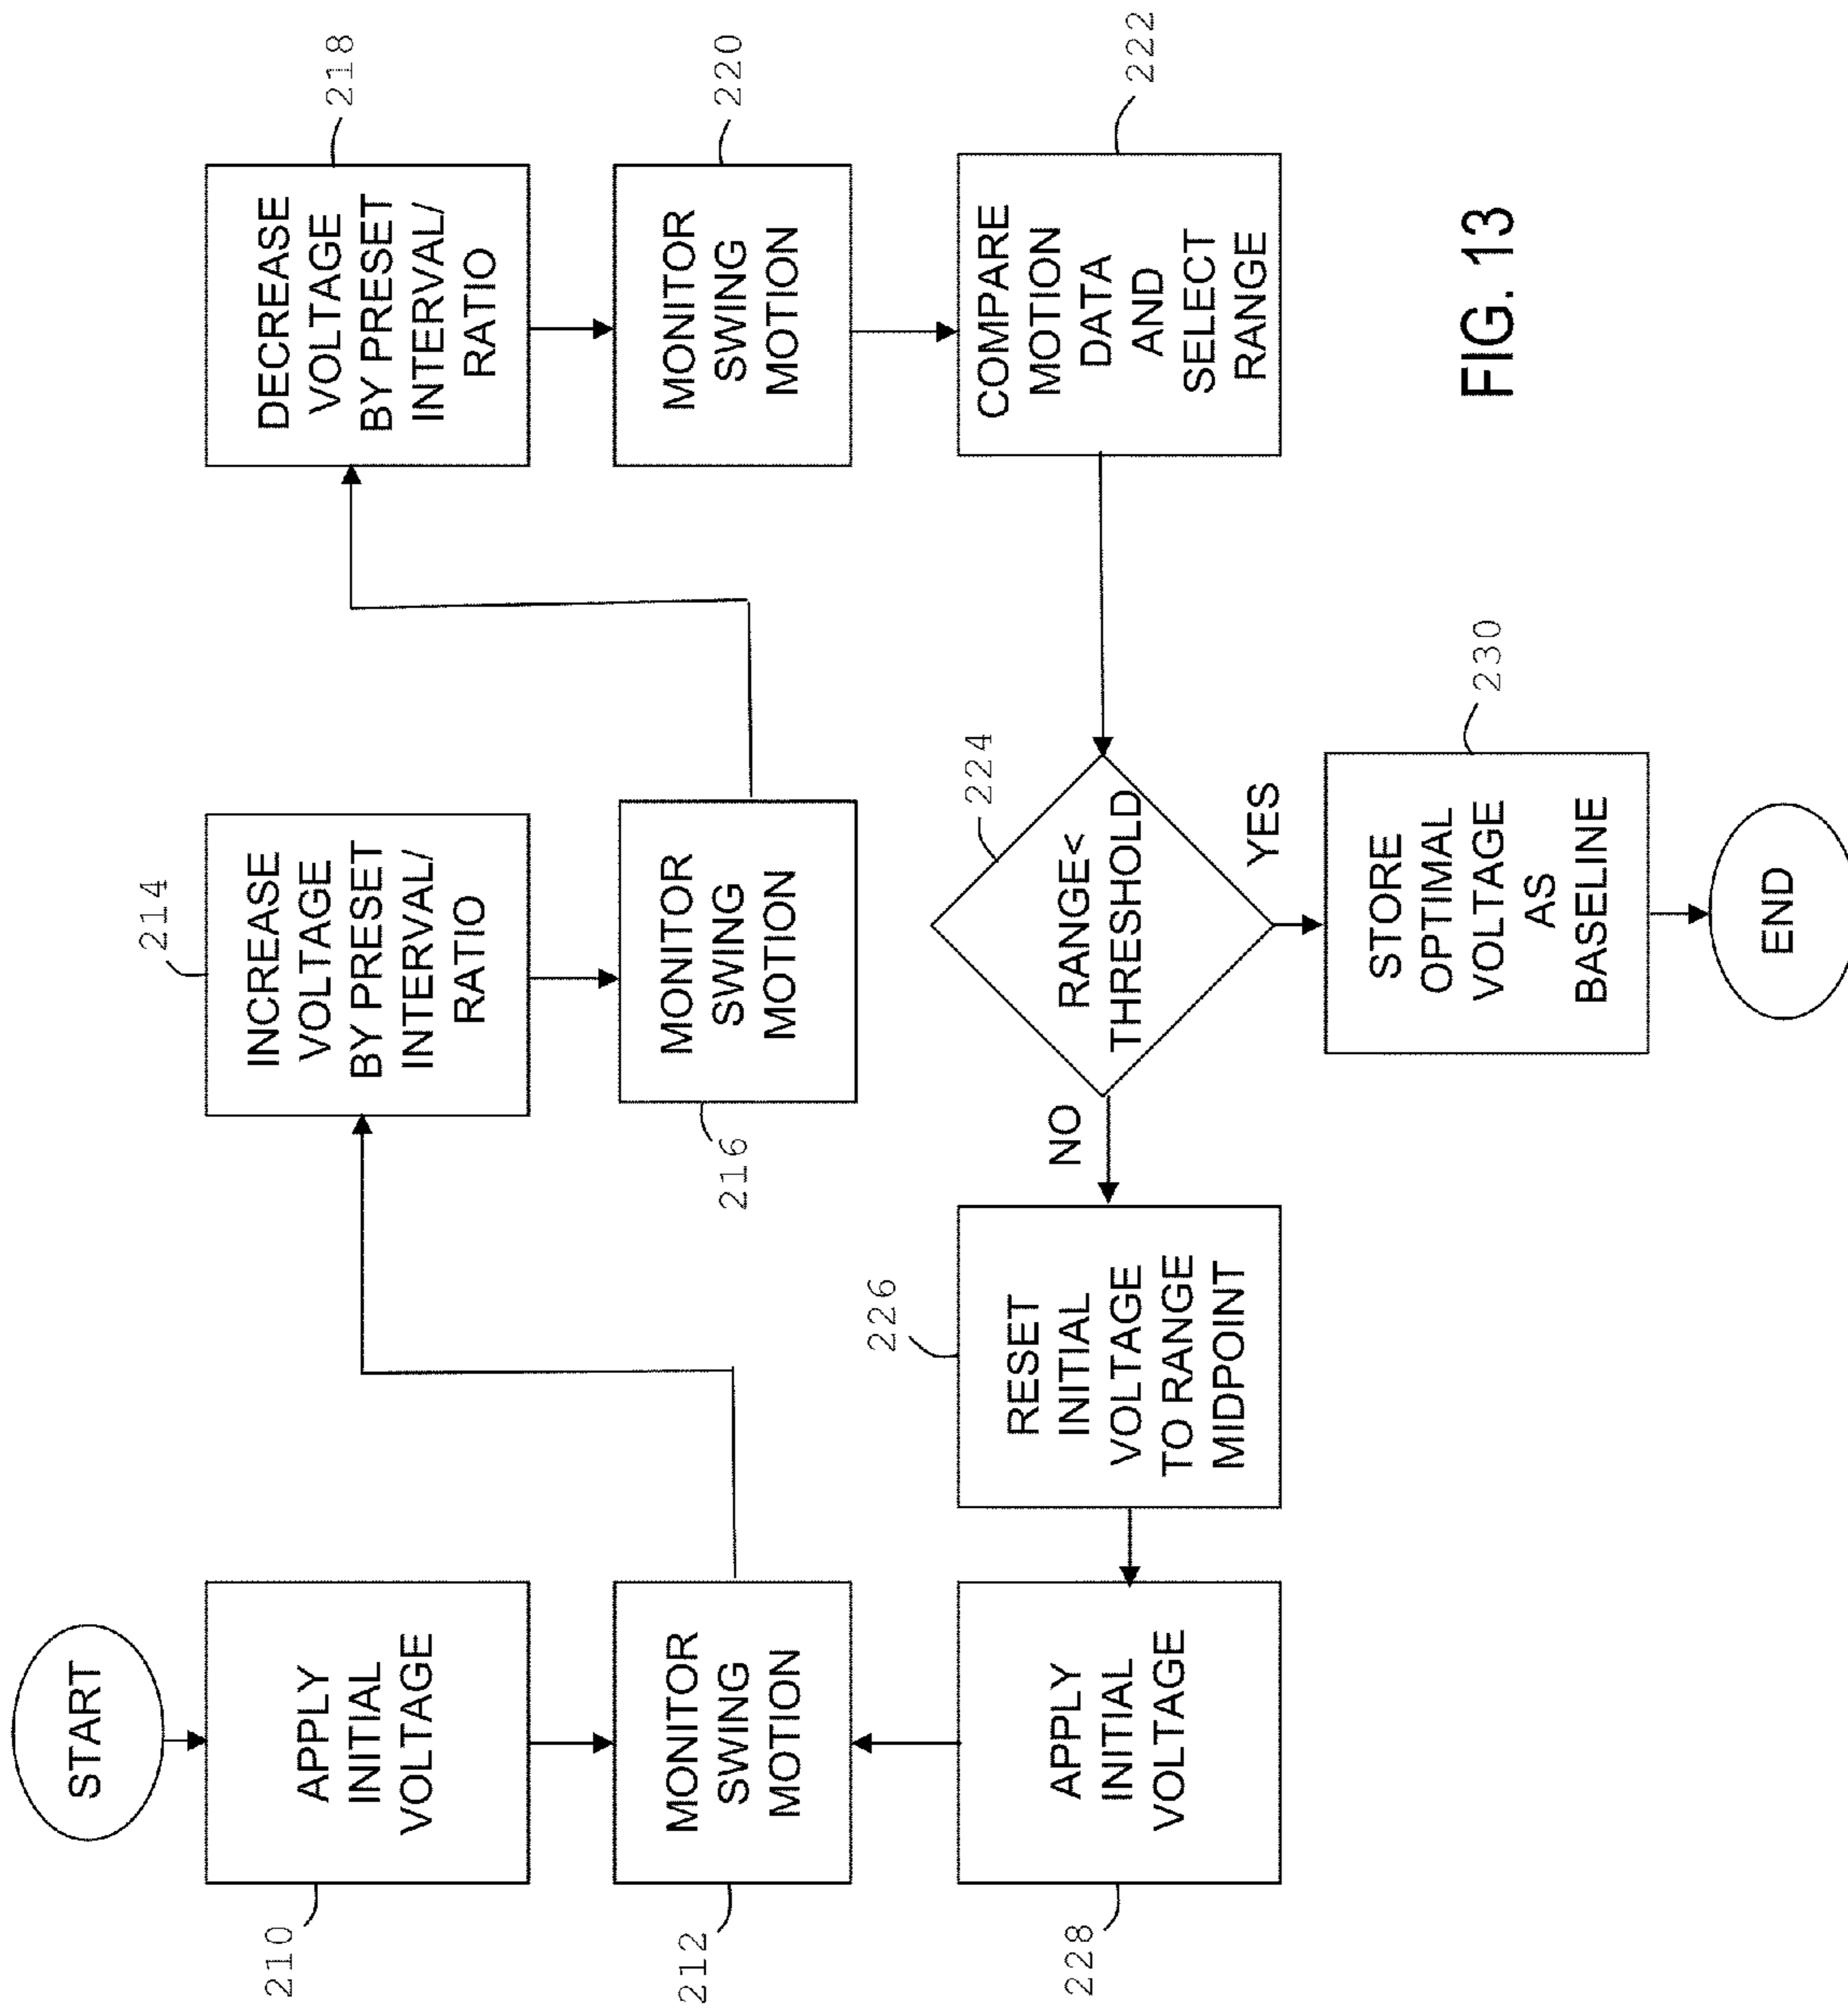 START
210
APPLY
INITIAL
VOLTAGE
212
MONITOR
SWING
MOTION
214
INCREASE
VOLTAGE
BY PRESET
INTERVAL/
RATIO
216
MONITOR
SWING
MOTION
218
DECREASE
VOLTAGE
BY PRESET
INTERVAL/
RATIO
220
MONITOR
SWING
MOTION
222
COMPARE
MOTION
DATA
AND
SELECT
RANGE
224
RANGE<
THRESHOLD
NO
YES
226
RESET
INITIAL
VOLTAGE
TO RANGE
MIDPOINT
228
APPLY
INITIAL
VOLTAGE
230
STORE
OPTIMAL
VOLTAGE
AS
BASELINE
END
FIG. 13